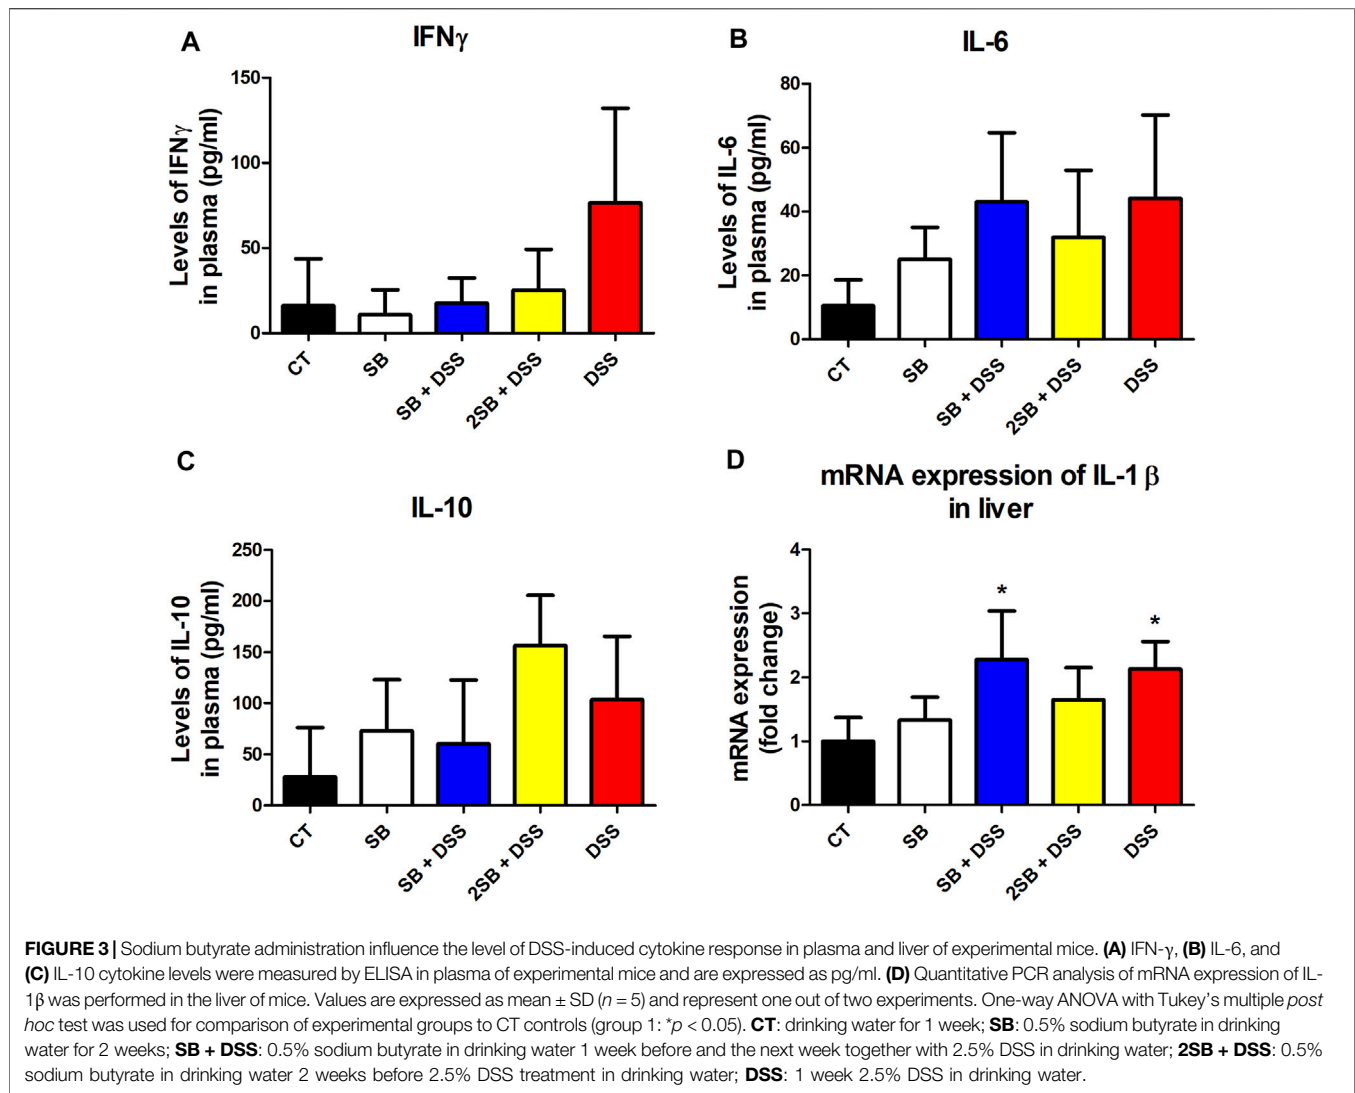 A
IFNγ
Levels of IFNγ
in plasma (pg/ml)
150
100
50
0
CT
SB
SB + DSS
2SB + DSS
DSS
B
IL-6
Levels of IL-6
in plasma (pg/ml)
80
60
40
20
0
CT
SB
SB + DSS
2SB + DSS
DSS
C
IL-10
Levels of IL-10
in plasma (pg/ml)
250
200
150
100
50
0
CT
SB
SB + DSS
2SB + DSS
DSS
D
mRNA expression of IL-1 β
in liver
mRNA expression
(fold change)
4
3
2
1
0
*
*
CT
SB
SB + DSS
2SB + DSS
DSS
FIGURE 3 | Sodium butyrate administration influence the level of DSS-induced cytokine response in plasma and liver of experimental mice. (A) IFN-γ, (B) IL-6, and
(C) IL-10 cytokine levels were measured by ELISA in plasma of experimental mice and are expressed as pg/ml. (D) Quantitative PCR analysis of mRNA expression of IL-
1β was performed in the liver of mice. Values are expressed as mean ± SD (n = 5) and represent one out of two experiments. One-way ANOVA with Tukey's multiple post
hoc test was used for comparison of experimental groups to CT controls (group 1: *p < 0.05). CT: drinking water for 1 week; SB: 0.5% sodium butyrate in drinking
water for 2 weeks; SB + DSS: 0.5% sodium butyrate in drinking water 1 week before and the next week together with 2.5% DSS in drinking water; 2SB + DSS: 0.5%
sodium butyrate in drinking water 2 weeks before 2.5% DSS treatment in drinking water; DSS: 1 week 2.5% DSS in drinking water.